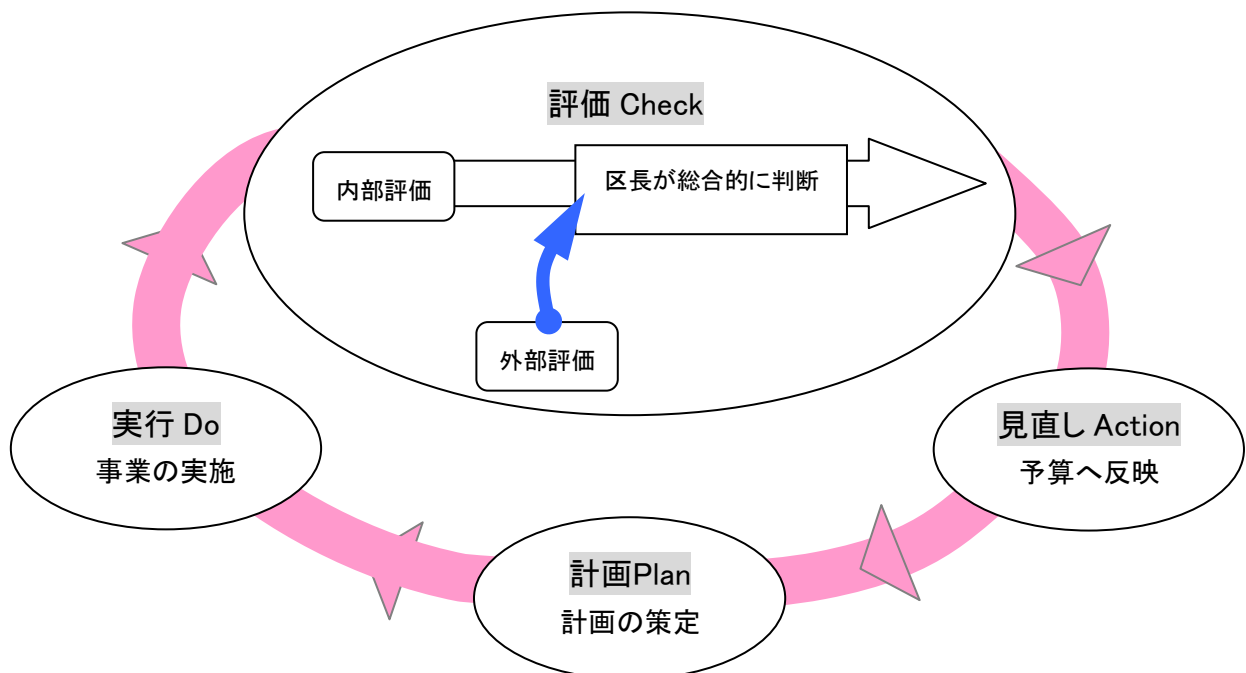 評価 Check
内部評価
区長が総合的に判断
外部評価
実行 Do
事業の実施
見直し Action
予算へ反映
計画Plan
計画の策定